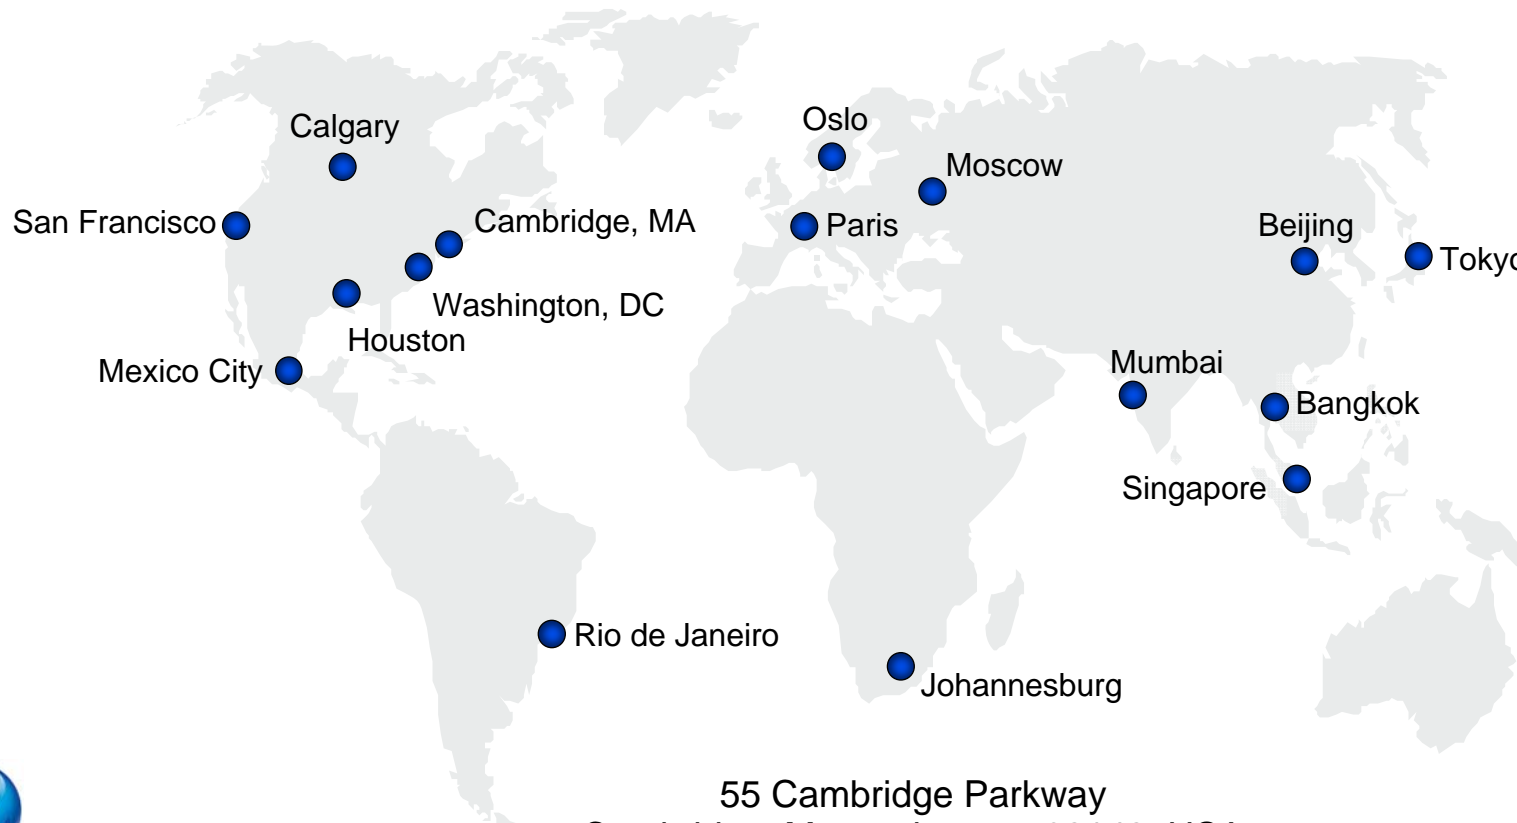 Calgary
Oslo
Moscow
San Francisco
Cambridge, MA
Paris
Beijing
Tokyo
Washington, DC
Houston
Mexico City
Mumbai
Bangkok
Singapore
Rio de Janeiro
Johannesburg
55 Cambridge Parkway